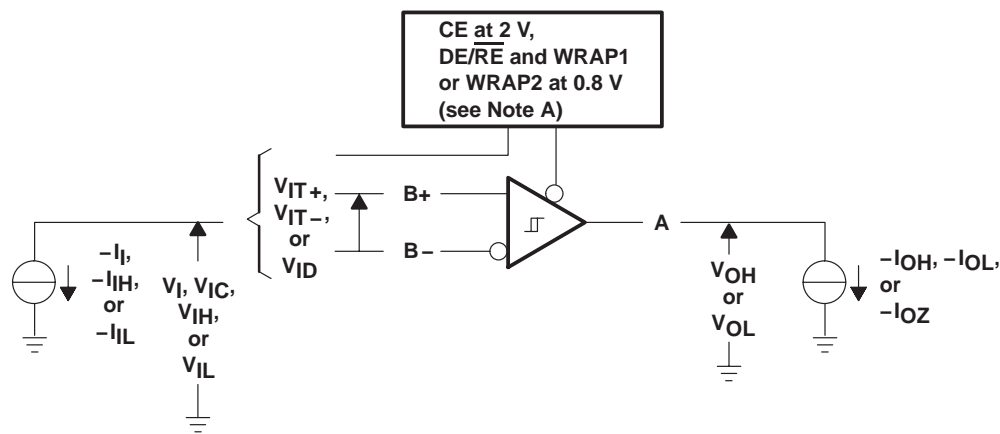 CE at 2 V,
DE/R̅E̅ and WRAP1
or WRAP2 at 0.8 V
(see Note A)
VIT+,
VIT−,
or
VID
B+
B−
A
−II,
−IIH,
or
−IIL
VI, VIC,
VIH,
or
VIL
VOH
or
VOL
−IOH, −IOL,
or
−IOZ